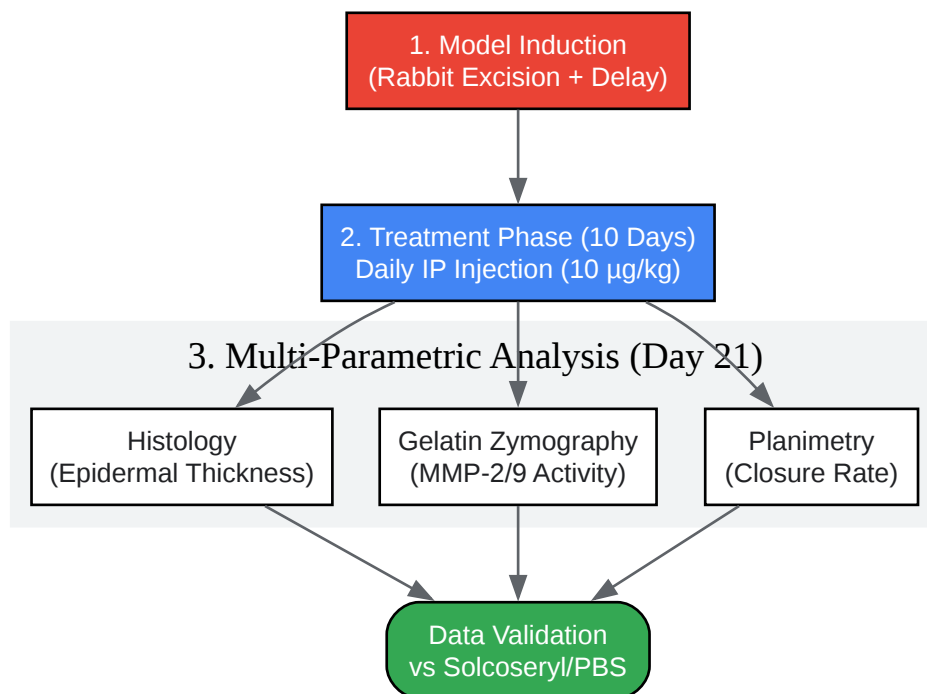 1. Model Induction
(Rabbit Excision + Delay)
2. Treatment Phase (10 Days)
Daily IP Injection (10 µg/kg)
3. Multi-Parametric Analysis (Day 21)
Histology
(Epidermal Thickness)
Gelatin Zymography
(MMP-2/9 Activity)
Planimetry
(Closure Rate)
Data Validation
vs Solcoseryl/PBS